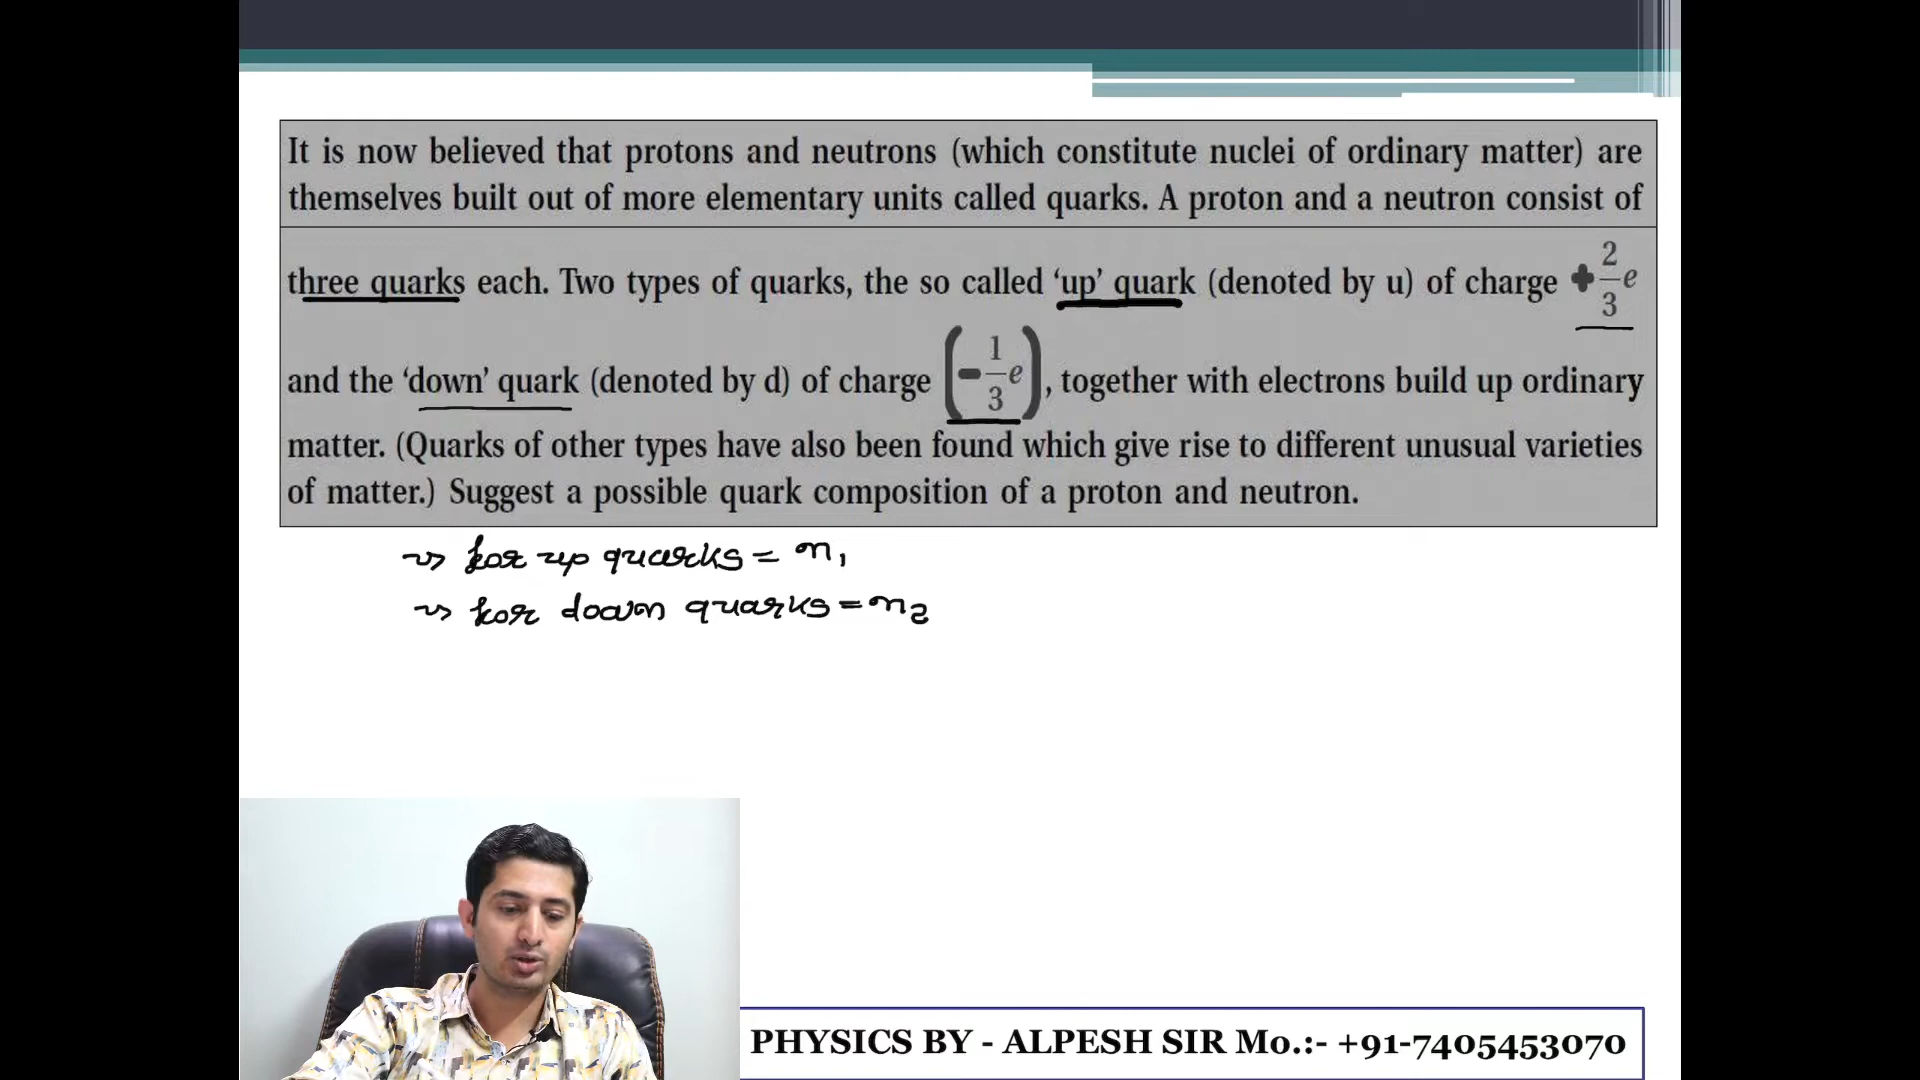 It is now believed that protons and neutrons (which constitute nuclei of ordinary matter) are
themselves built out of more elementary units called quarks. A proton and a neutron consist of
three quarks each. Two types of quarks, the so called ‘up’ quark (denoted by u) of charge +2/3 e
and the ‘down’ quark (denoted by d) of charge (-1/3 e), together with electrons build up ordinary
matter. (Quarks of other types have also been found which give rise to different unusual varieties
of matter.) Suggest a possible quark composition of a proton and neutron.
for up quarks = n1
for down quarks = n2
PHYSICS BY - ALPESH SIR Mo.:- +91-7405453070